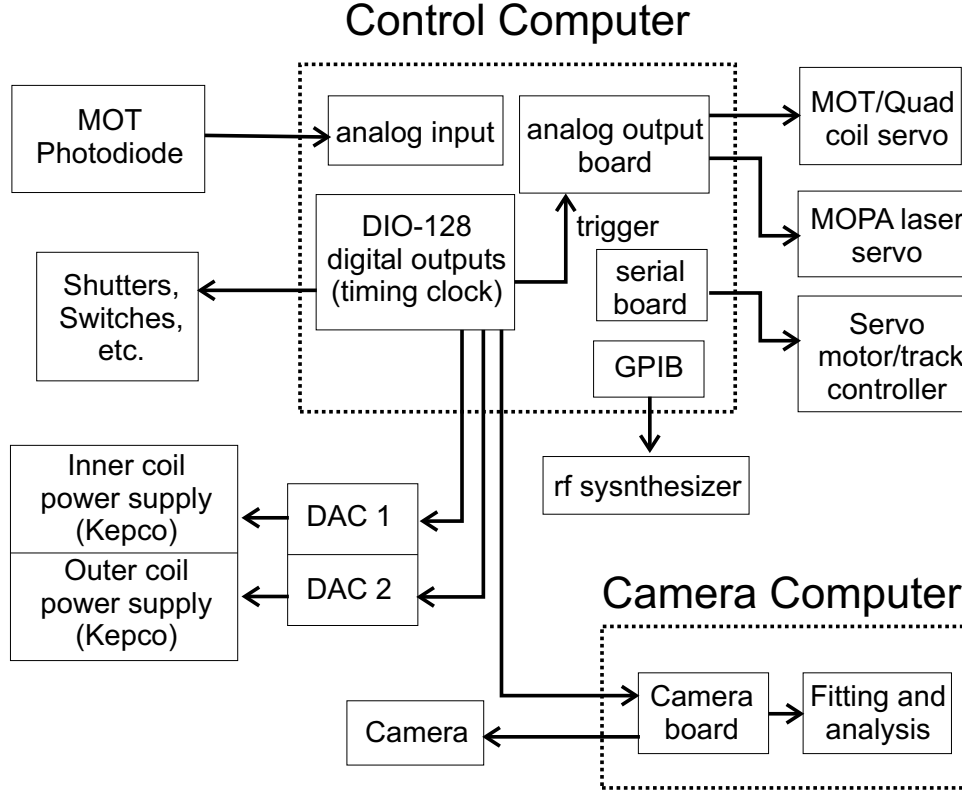 Control Computer
MOT
Photodiode
analog input
analog output
board
MOT/Quad
coil servo
MOPA laser
servo
DIO-128
digital outputs
(timing clock)
trigger
Shutters,
Switches,
etc.
serial
board
Servo
motor/track
controller
GPIB
rf sysnthesizer
Inner coil
power supply
(Kepco)
DAC 1
Outer coil
power supply
(Kepco)
DAC 2
Camera Computer
Camera
board
Fitting and
analysis
Camera